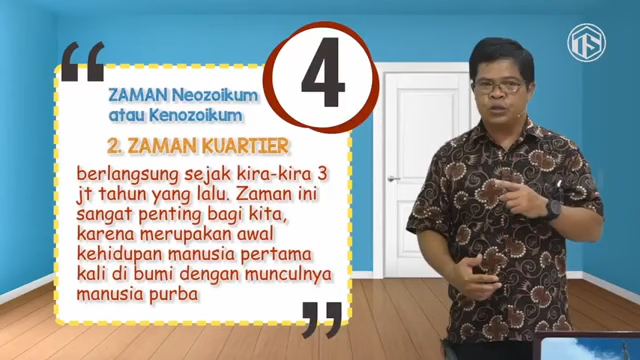 4
ZAMAN Neozoikum
atau Kenozoikum
2. ZAMAN KUARTIER
berlangsung sejak kira-kira 3
jt tahun yang lalu. Zaman ini
sangat penting bagi kita,
karena merupakan awal
kehidupan manusia pertama
kali di bumi dengan munculnya
manusia purba